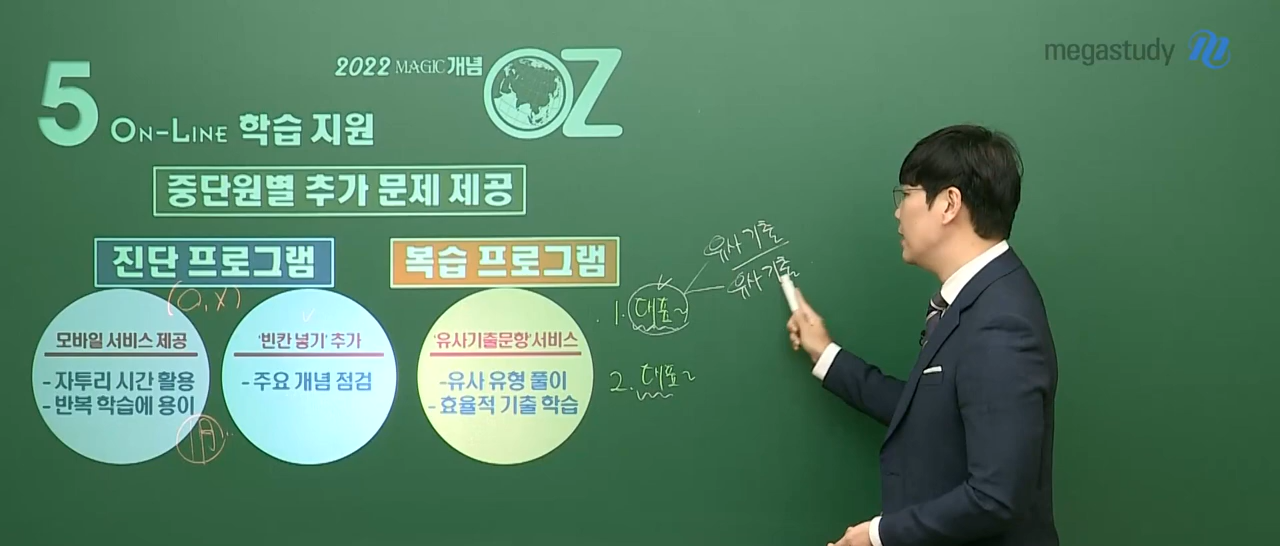 megastudy
2022 MAGIC개념 OZ
5 ON-LINE 학습 지원
중단원별 추가 문제 제공
진단 프로그램
(O, X)
모바일 서비스 제공
- 자투리 시간 활용
- 반복 학습에 용이
'빈칸 넣기' 추가
- 주요 개념 점검
복습 프로그램
'유사기출문항'서비스
-유사 유형 풀이
- 효율적 기출 학습
1. 대표
유사 기출
유사 기출
2. 대표